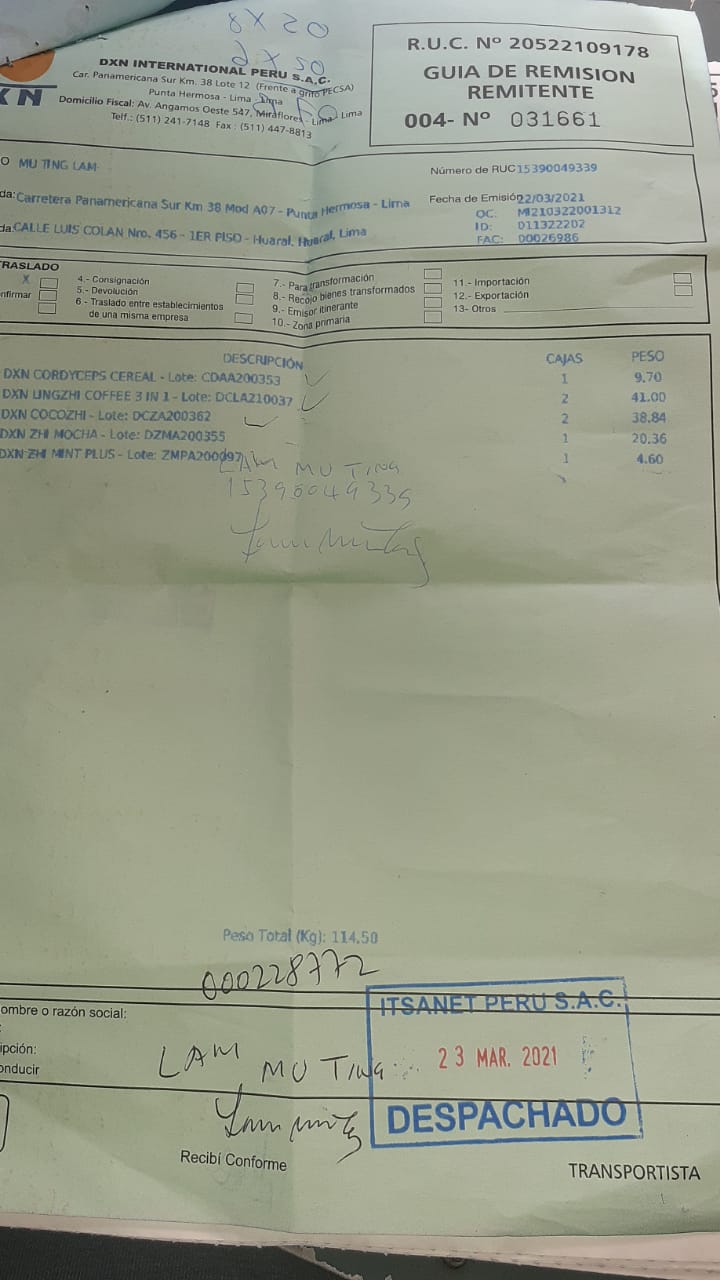 8 X 20
2 X 50
XN
DXN INTERNATIONAL PERU S.A.C.
Car. Panamericana Sur Km. 38 Lote 12 (Frente a grifo PECSA)
Punta Hermosa - Lima - Lima
Domicilio Fiscal: Av. Angamos Oeste 547, Miraflores - Lima - Lima
Telf.: (511) 241-7148 Fax : (511) 447-8813
R.U.C. Nº 20522109178
GUIA DE REMISION
REMITENTE
004- Nº 031661
O MU TING LAM
Número de RUC 15390049339
da: Carretera Panamericana Sur Km 38 Mod A07 - Punta Hermosa - Lima
Fecha de Emisión 22/03/2021
OC: MI210322001312
da: CALLE LUIS COLAN Nro. 456 - 1ER PISO - Huaral, Huaral, Lima
ID: 011322202
FAC: 00026986
TRASLADO
X
onfirmar
4.- Consignación
5.- Devolución
6 - Traslado entre establecimientos
de una misma empresa
7.- Para transformación
8.- Recojo bienes transformados
9.- Emisor itinerante
10.- Zona primaria
11.- Importación
12.- Exportación
13- Otros
DESCRIPCIÓN CAJAS PESO
DXN CORDYCEPS CEREAL - Lote: CDAA200353 1 9.70
DXN LINGZHI COFFEE 3 IN 1 - Lote: DCLA210037 2 41.00
DXN COCOZHI - Lote: DCZA200362 2 38.84
DXN ZHI MOCHA - Lote: DZMA200355 1 20.36
DXN ZHI MINT PLUS - Lote: ZMPA200097 1 4.60
LAM MU TING
15390049339
Peso Total (Kg): 114.50
000228772
ombre o razón social:
ipción:
onducir
ITSANET PERU S.A.C.
23 MAR. 2021
DESPACHADO
LAM MU TING
Recibí Conforme
TRANSPORTISTA